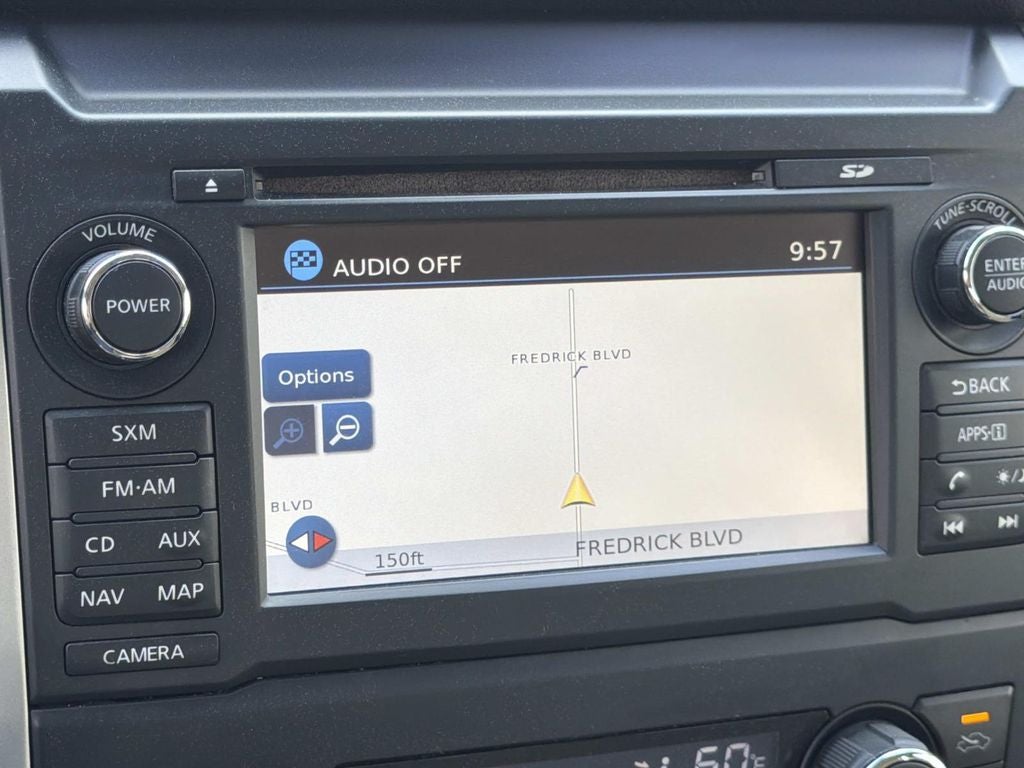 SD
VOLUME
POWER
TUNE·SCROLL
ENTER
AUDIO
AUDIO OFF
9:57
FREDRICK BLVD
Options
BLVD
150ft
FREDRICK BLVD
SXM
FM·AM
CD AUX
NAV MAP
CAMERA
BACK
APPS·i
60°F